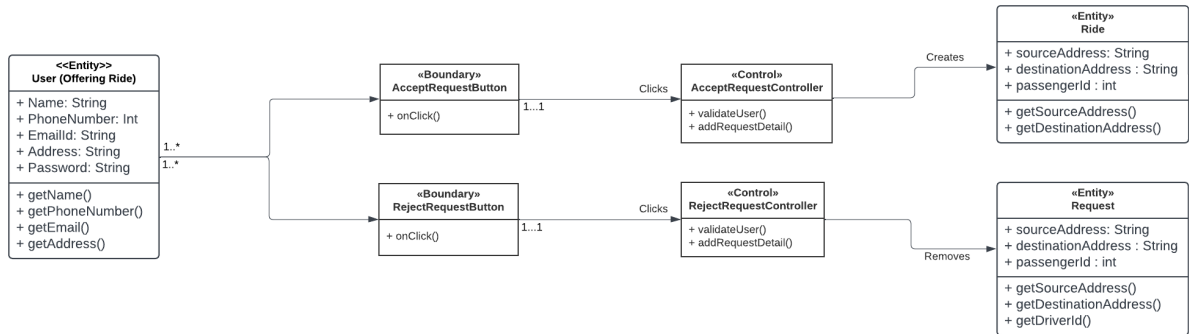 <<Entity>>
User (Offering Ride)
+ Name: String
+ PhoneNumber: Int
+ EmailId: String
+ Address: String
+ Password: String
+ getName()
+ getPhoneNumber()
+ getEmail()
+ getAddress()
1..*
1..*
«Boundary»
AcceptRequestButton
+ onClick()
1...1
Clicks
«Control»
AcceptRequestController
+ validateUser()
+ addRequestDetail()
Creates
«Entity»
Ride
+ sourceAddress: String
+ destinationAddress : String
+ passengerId : int
+ getSourceAddress()
+ getDestinationAddress()
«Boundary»
RejectRequestButton
+ onClick()
1...1
Clicks
«Control»
RejectRequestController
+ validateUser()
+ addRequestDetail()
Removes
«Entity»
Request
+ sourceAddress: String
+ destinationAddress : String
+ passengerId : int
+ getSourceAddress()
+ getDestinationAddress()
+ getDriverId()